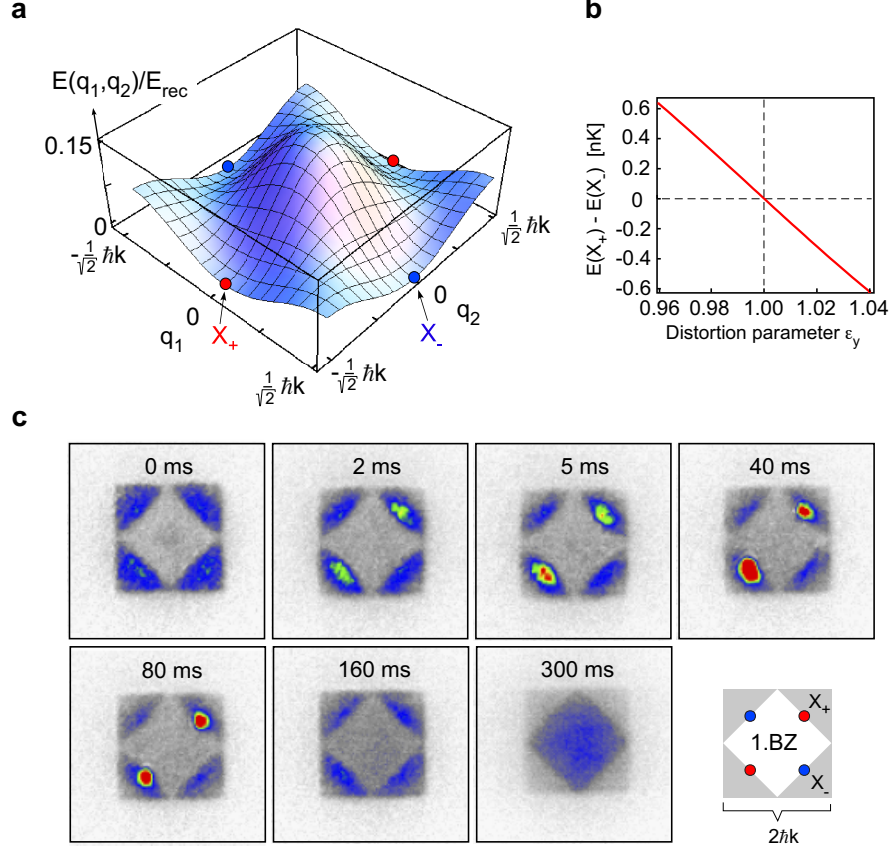 a
E(q₁,q₂)/E_rec
0.15
0
-1/√2 ħk
0
q₁
X₊
1/√2 ħk
-1/√2 ħk
X₋
q₂
0
1/√2 ħk
b
E(X₊) - E(X₋) [nK]
0.6
0.4
0.2
0
-0.2
-0.4
-0.6
0.96 0.98 1.00 1.02 1.04
Distortion parameter ε_y
c
0 ms 2 ms 5 ms 40 ms
80 ms 160 ms 300 ms
X₊
1.BZ
X₋
2ħk